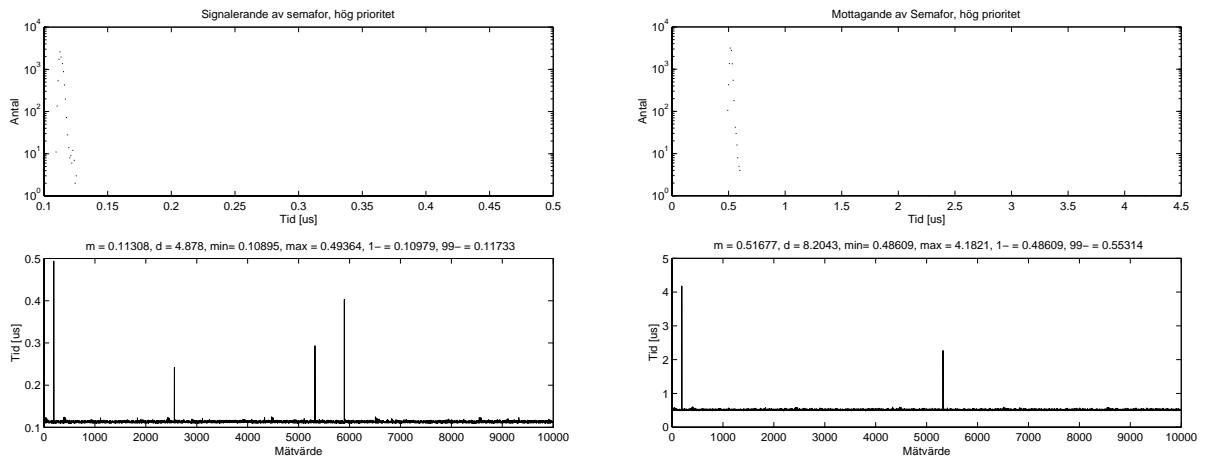 Signalerande av semafor, hög prioritet
10^4
10^3
10^2
10^1
10^0
Antal
0.1 0.15 0.2 0.25 0.3 0.35 0.4 0.45 0.5
Tid [us]
m = 0.11308, d = 4.878, min= 0.10895, max = 0.49364, 1− = 0.10979, 99− = 0.11733
0.5
0.4
0.3
0.2
0.1
Tid [us]
0 1000 2000 3000 4000 5000 6000 7000 8000 9000 10000
Mätvärde
Mottagande av Semafor, hög prioritet
10^4
10^3
10^2
10^1
10^0
Antal
0 0.5 1 1.5 2 2.5 3 3.5 4 4.5
Tid [us]
m = 0.51677, d = 8.2043, min= 0.48609, max = 4.1821, 1− = 0.48609, 99− = 0.55314
5
4
3
2
1
0
Tid [us]
0 1000 2000 3000 4000 5000 6000 7000 8000 9000 10000
Mätvärde